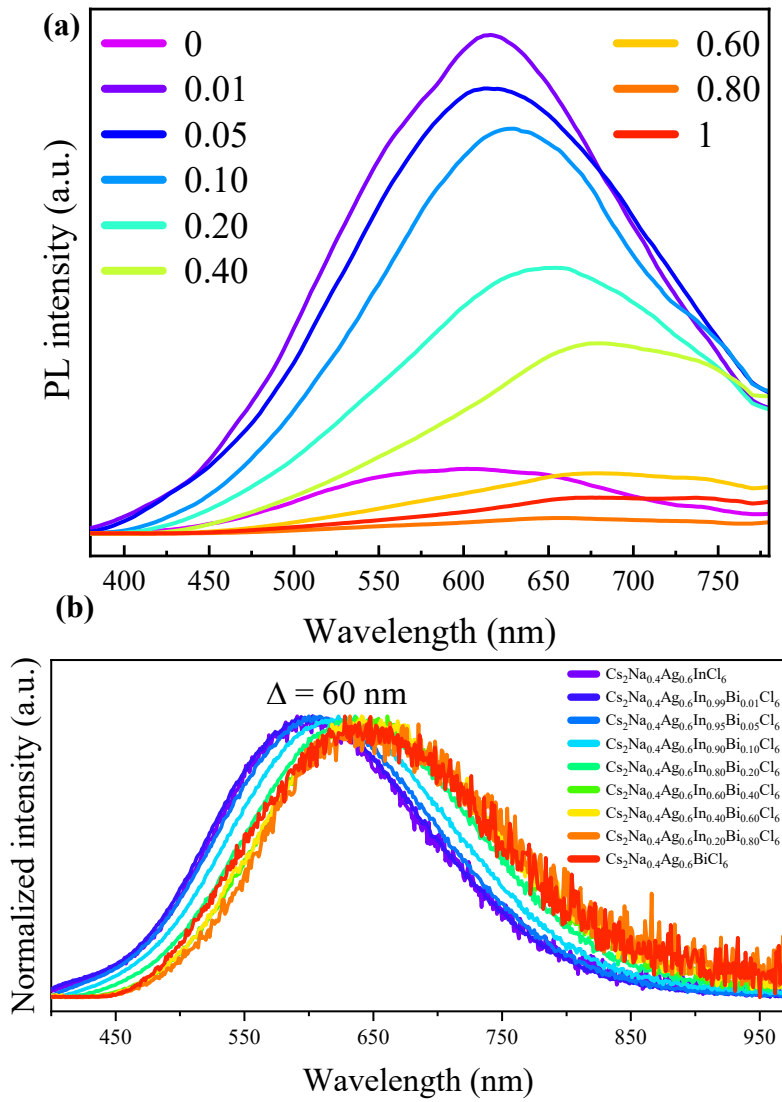 (a)
0
0.01
0.05
0.10
0.20
0.40
0.60
0.80
1
PL intensity (a.u.)
400 450 500 550 600 650 700 750
Wavelength (nm)
(b)
Δ = 60 nm
Cs₂Na₀.₄Ag₀.₆InCl₆
Cs₂Na₀.₄Ag₀.₆In₀.₉₉Bi₀.₀₁Cl₆
Cs₂Na₀.₄Ag₀.₆In₀.₉₅Bi₀.₀₅Cl₆
Cs₂Na₀.₄Ag₀.₆In₀.₉₀Bi₀.₁₀Cl₆
Cs₂Na₀.₄Ag₀.₆In₀.₈₀Bi₀.₂₀Cl₆
Cs₂Na₀.₄Ag₀.₆In₀.₆₀Bi₀.₄₀Cl₆
Cs₂Na₀.₄Ag₀.₆In₀.₄₀Bi₀.₆₀Cl₆
Cs₂Na₀.₄Ag₀.₆In₀.₂₀Bi₀.₈₀Cl₆
Cs₂Na₀.₄Ag₀.₆BiCl₆
Normalized intensity (a.u.)
450 550 650 750 850 950
Wavelength (nm)